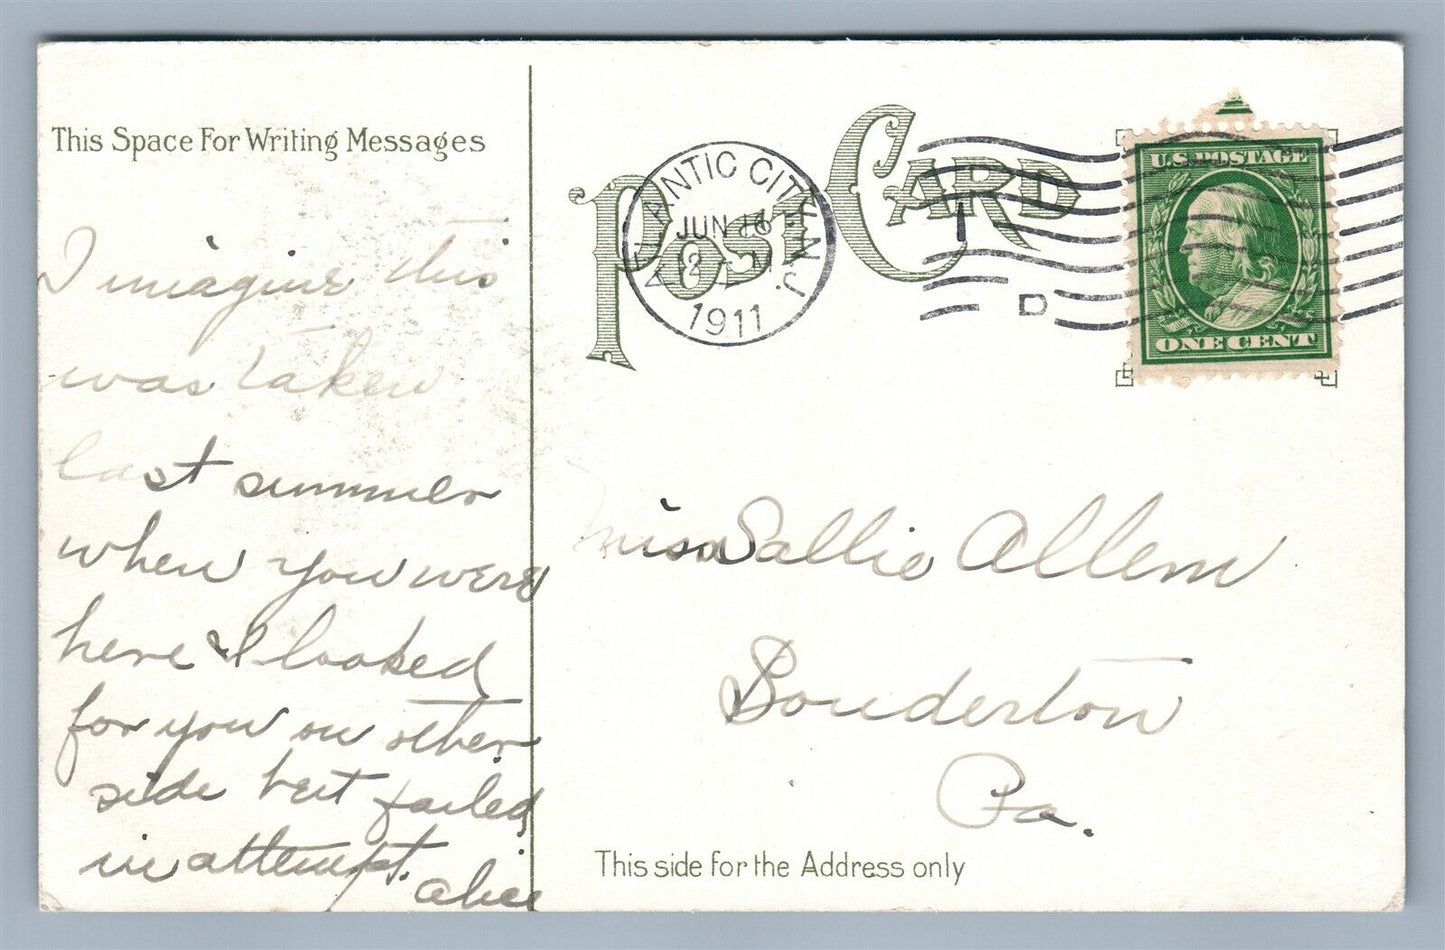 This Space For Writing Messages
I imagine this
was taken
last summer
when you were
here & I looked
for you on other
side but failed
in attempt.
Alice
POST CARD
ATLANTIC CITY, N.J.
JUN 16
1911
D
U.S. POSTAGE
ONE CENT
Miss Sallie Allem
Souderton
Pa.
This side for the Address only